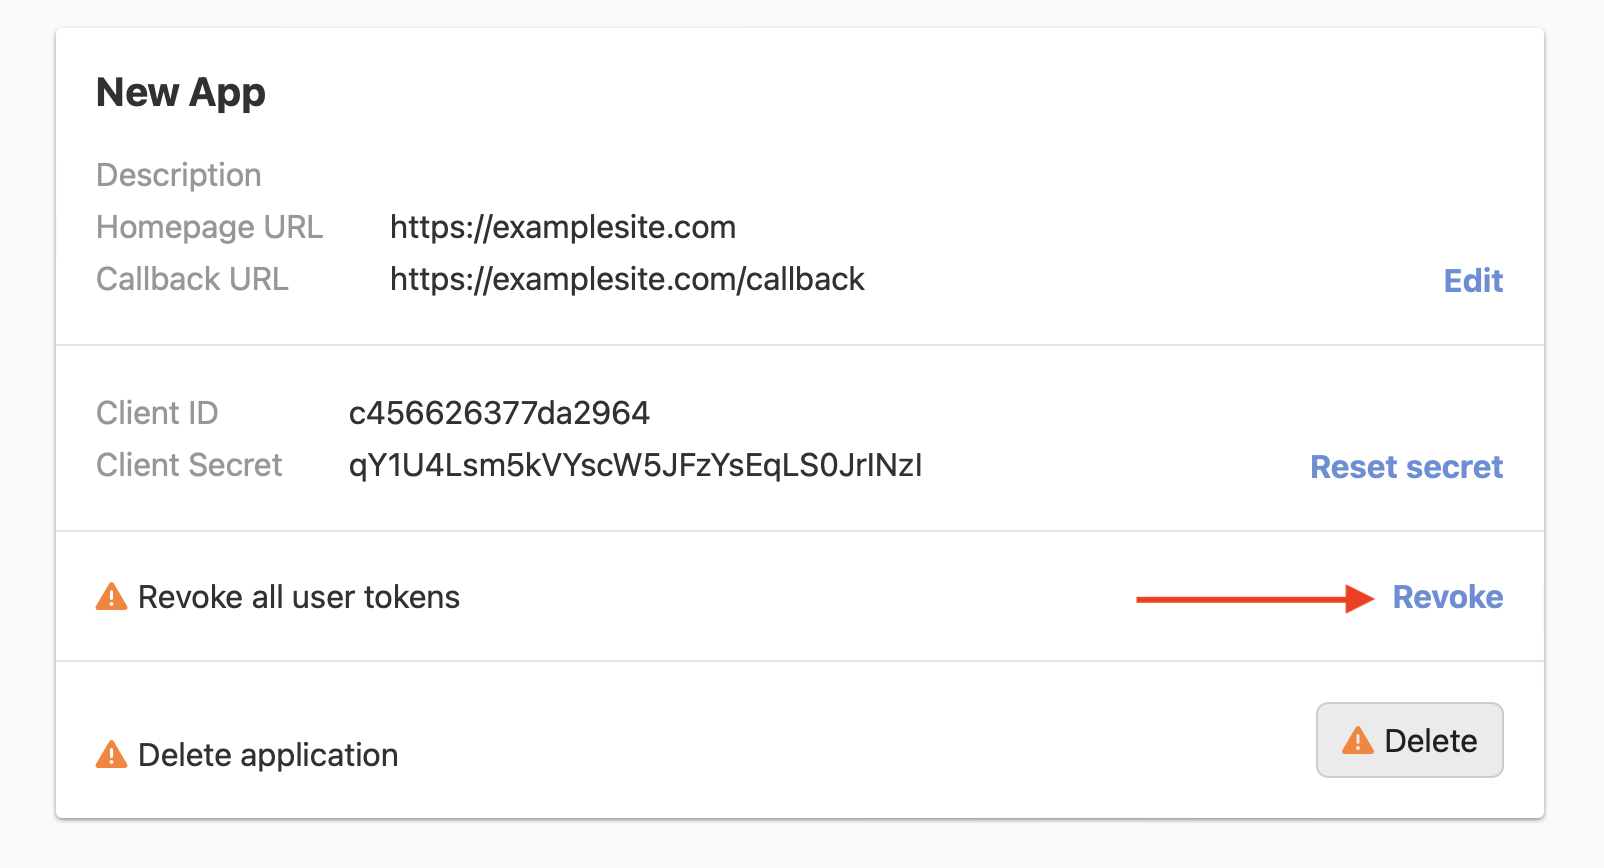 New App
Description
Homepage URL https://examplesite.com
Callback URL https://examplesite.com/callback
Edit
Client ID c456626377da2964
Client Secret qY1U4Lsm5kVYscW5JFzYsEqLS0JrINzI
Reset secret
Revoke all user tokens Revoke
Delete application Delete